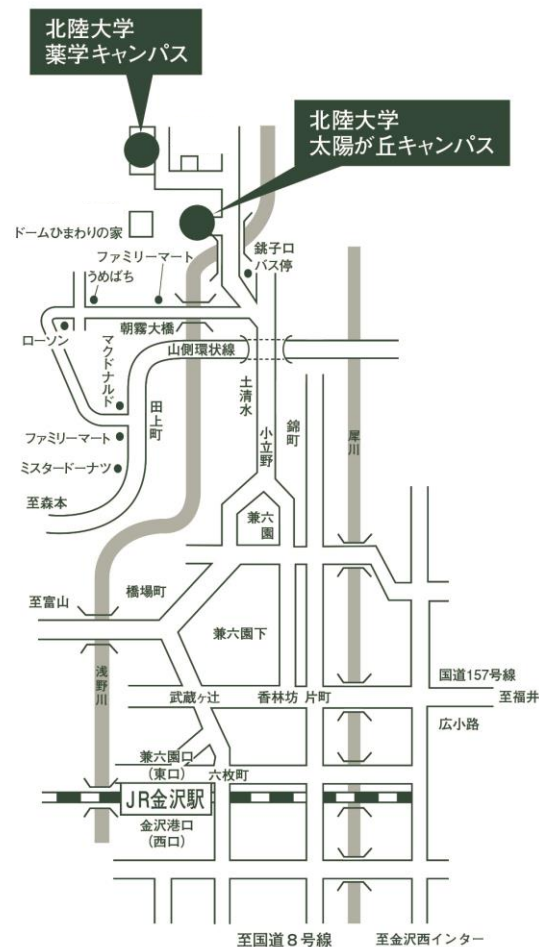 北陸大学
薬学キャンパス
北陸大学
太陽が丘キャンパス
ドームひまわりの家
ファミリーマート
うめばち
銚子口
バス停
ローソン
朝霧大橋
山側環状線
マクドナルド
田上町
土清水
小立野
錦町
犀川
ファミリーマート
ミスタードーナツ
至森本
兼六
園
橋場町
至富山
兼六園下
浅野川
国道157号線
武蔵ヶ辻
香林坊
片町
至福井
広小路
兼六園口
(東口)
六枚町
JR金沢駅
金沢港口
(西口)
至国道8号線
至金沢西インター